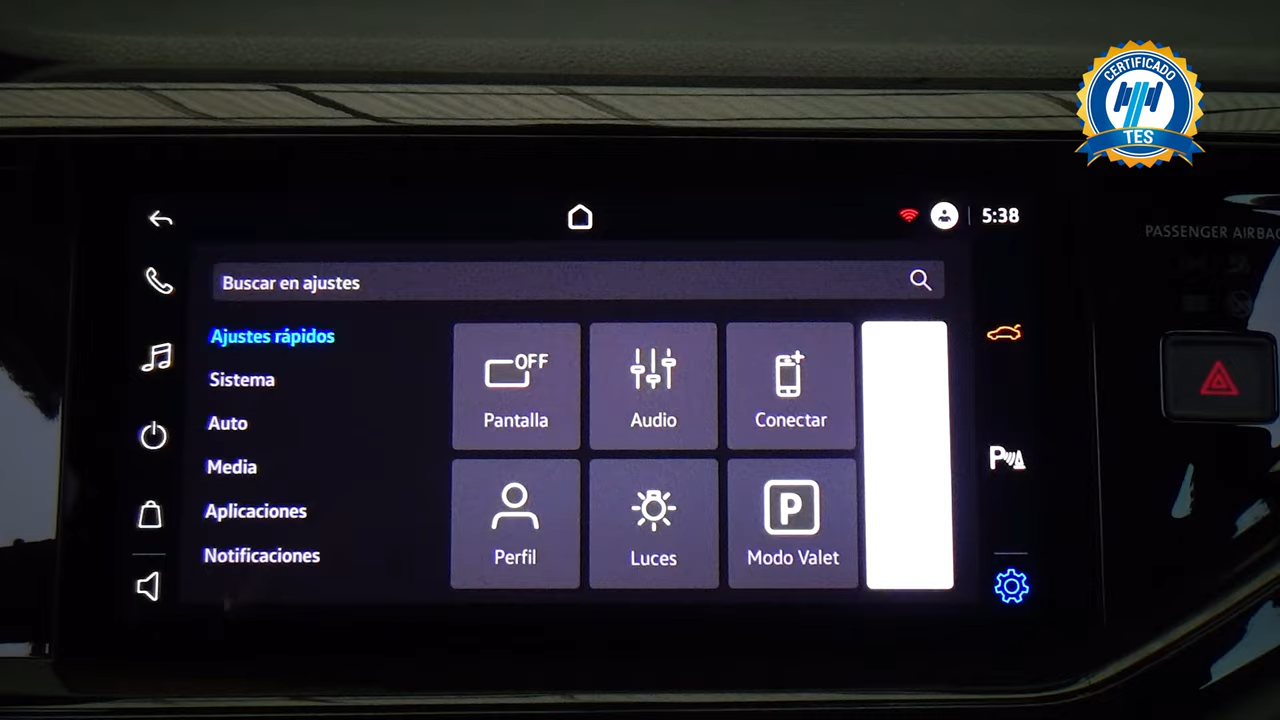 CERTIFICADO
TES
5:38
PASSENGER AIRBAG
Buscar en ajustes
Ajustes rápidos
Sistema
Auto
Media
Aplicaciones
Notificaciones
OFF
Pantalla
Audio
Conectar
P
Perfil
Luces
P
Modo Valet